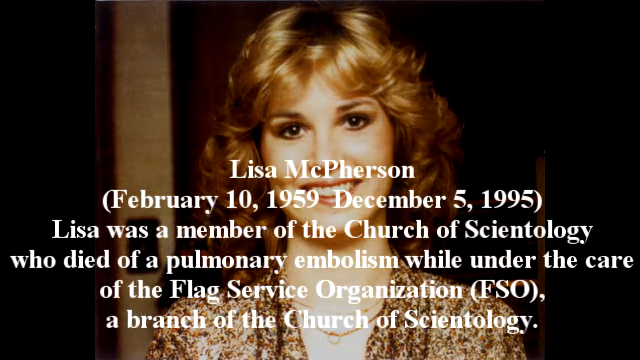 Lisa McPherson
(February 10, 1959  December 5, 1995)
Lisa was a member of the Church of Scientology
who died of a pulmonary embolism while under the care
of the Flag Service Organization (FSO),
a branch of the Church of Scientology.